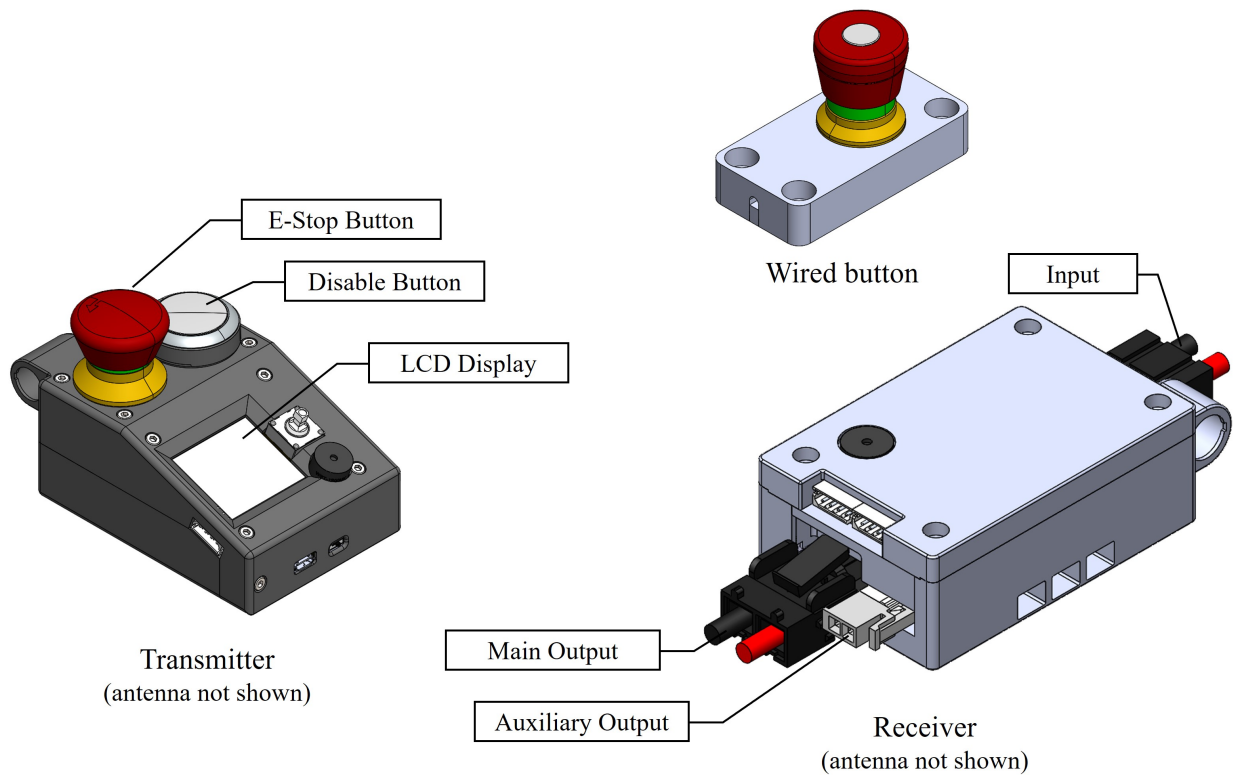 E-Stop Button
Disable Button
LCD Display
Transmitter
(antenna not shown)
Wired button
Input
Main Output
Auxiliary Output
Receiver
(antenna not shown)